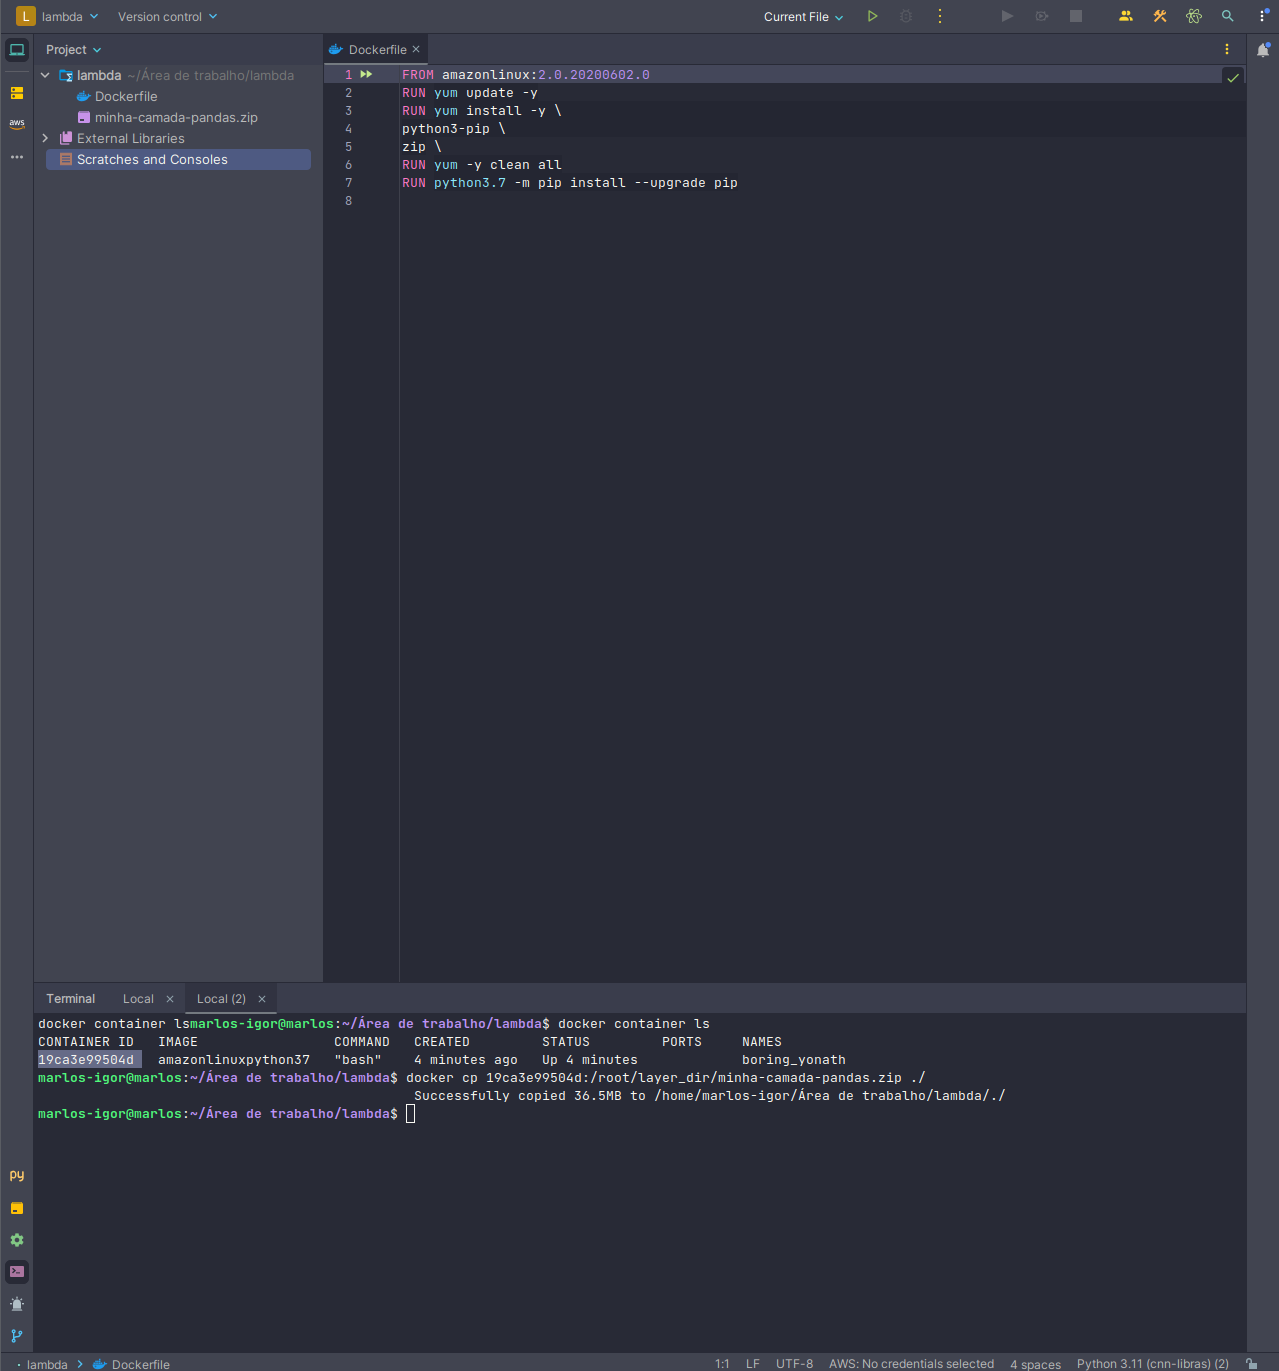 L lambda Version control Current File
Project
Dockerfile
lambda ~/Área de trabalho/lambda
Dockerfile
minha-camada-pandas.zip
External Libraries
Scratches and Consoles
aws
1 FROM amazonlinux:2.0.20200602.0
2 RUN yum update -y
3 RUN yum install -y \
4 python3-pip \
5 zip \
6 RUN yum -y clean all
7 RUN python3.7 -m pip install --upgrade pip
8
Terminal Local Local (2)
docker container lsmarlos-igor@marlos:~/Área de trabalho/lambda$ docker container ls
CONTAINER ID IMAGE COMMAND CREATED STATUS PORTS NAMES
19ca3e99504d amazonlinuxpython37 "bash" 4 minutes ago Up 4 minutes boring_yonath
marlos-igor@marlos:~/Área de trabalho/lambda$ docker cp 19ca3e99504d:/root/layer_dir/minha-camada-pandas.zip ./
Successfully copied 36.5MB to /home/marlos-igor/Área de trabalho/lambda/./
marlos-igor@marlos:~/Área de trabalho/lambda$
py
lambda > Dockerfile 1:1 LF UTF-8 AWS: No credentials selected 4 spaces Python 3.11 (cnn-libras) (2)